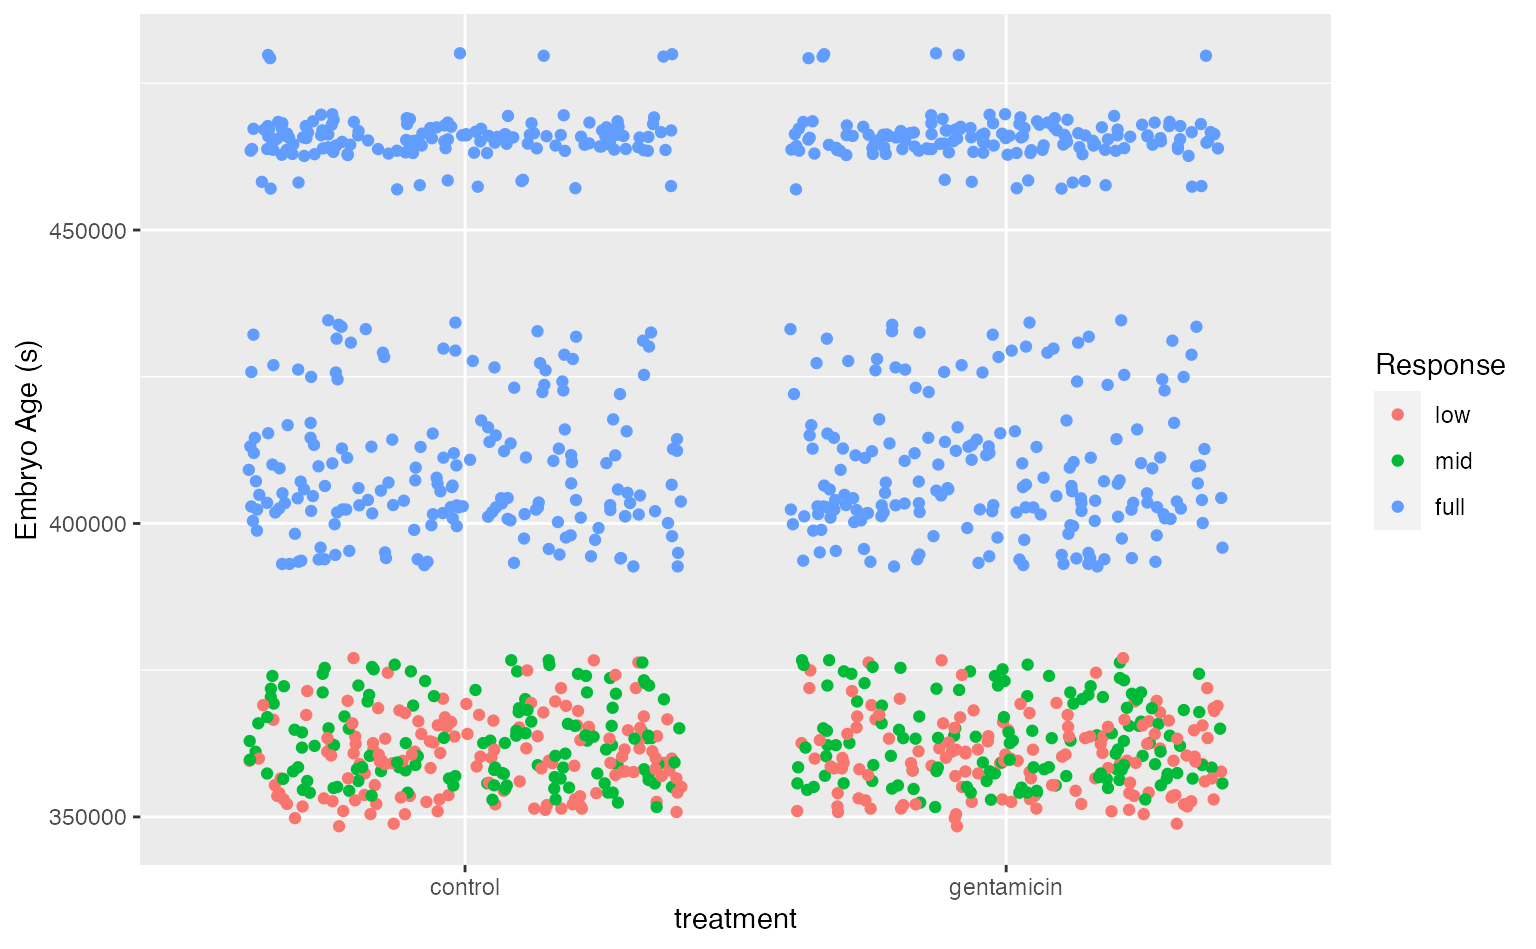 Embryo Age (s)
450000
400000
350000
control
gentamicin
treatment
Response
low
mid
full